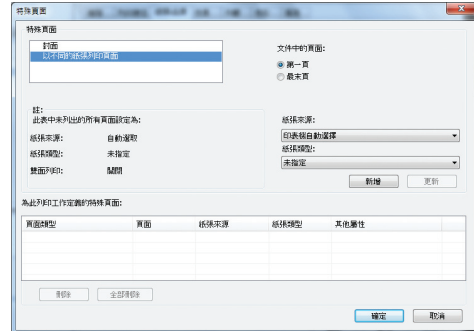 特殊頁面
特殊頁面
封面
以不同的紙張列印頁面
文件中的頁面:
第一頁
最末頁
註:
此表中未列出的所有頁面設定為:
紙張來源: 自動選取
紙張類型: 未指定
雙面列印: 關閉
紙張來源:
印表機自動選擇
紙張類型:
未指定
新增 更新
為此列印工作定義的特殊頁面:
頁面類型 頁面 紙張來源 紙張類型 其他屬性
刪除 全部刪除
確定 取消